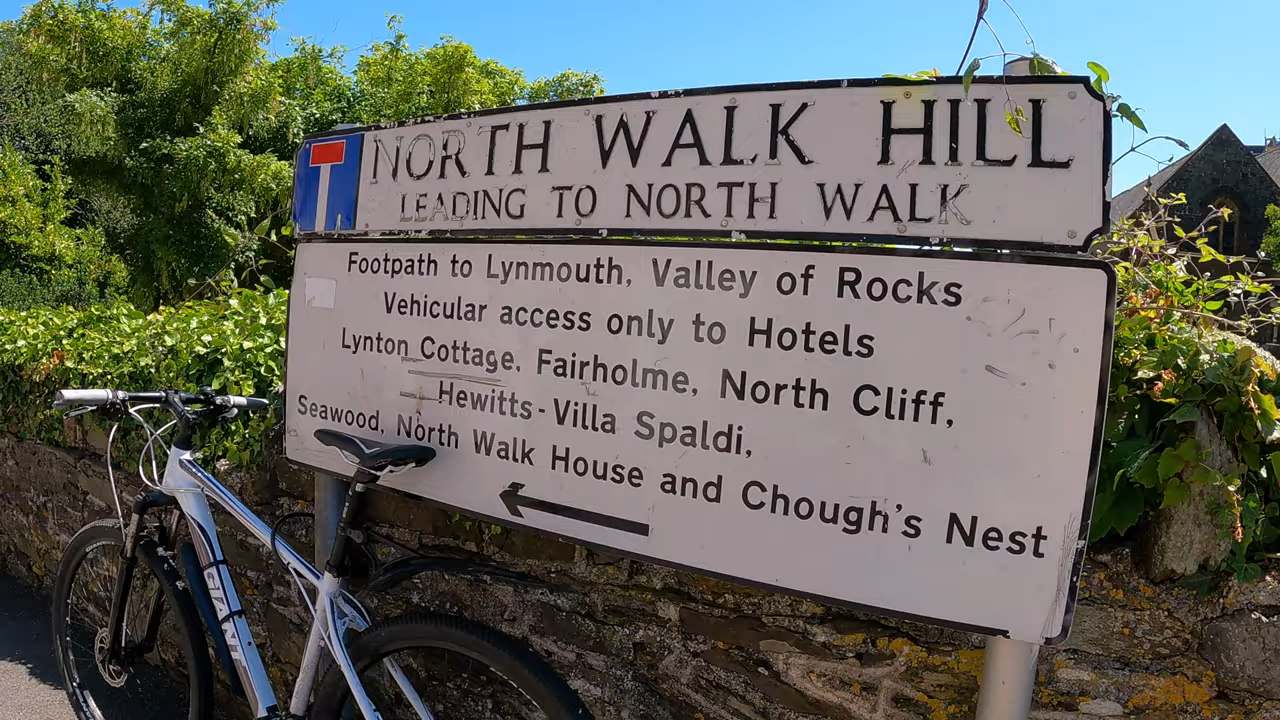 NORTH WALK HILL
LEADING TO NORTH WALK
Footpath to Lynmouth, Valley of Rocks
Vehicular access only to Hotels
Lynton Cottage, Fairholme, North Cliff,
Hewitts-Villa Spaldi,
Seawood, North Walk House and Chough's Nest
GIANT